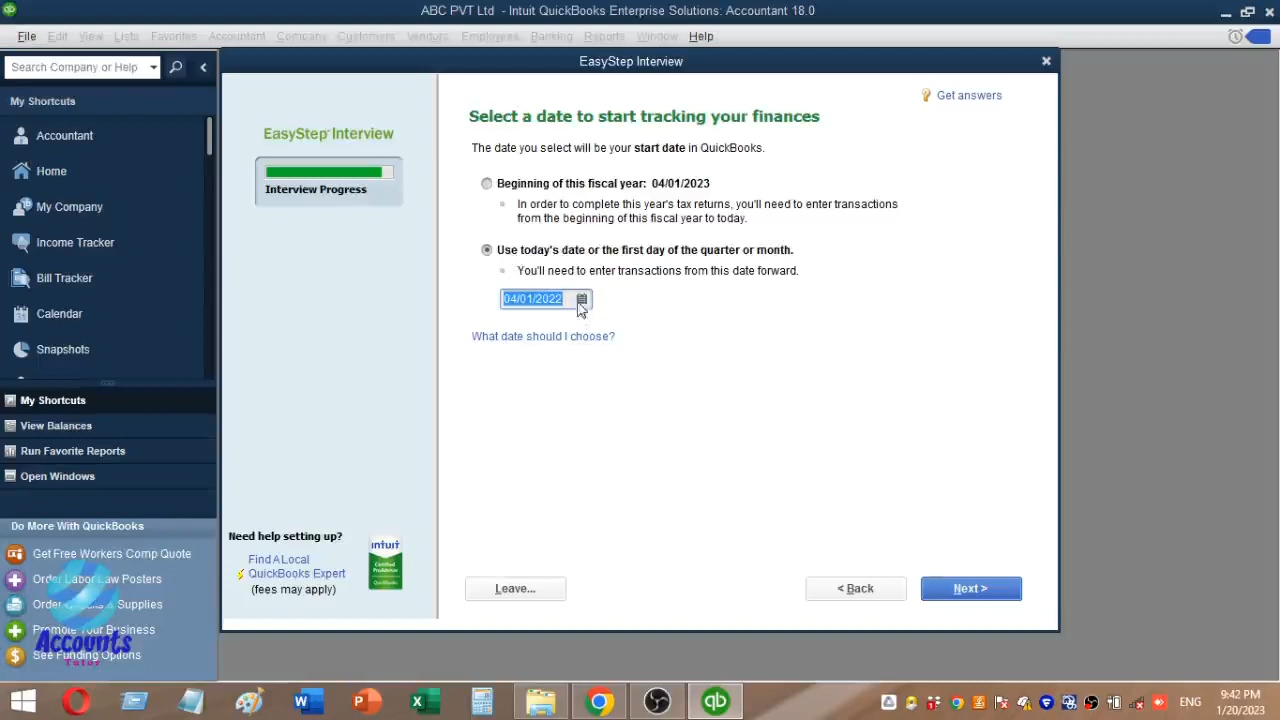 ABC PVT Ltd - Intuit QuickBooks Enterprise Solutions: Accountant 18.0
File Edit View Lists Favorites Accountant Company Customers Vendors Employees Banking Reports Window Help
Search Company or Help
My Shortcuts
Accountant
Home
My Company
Income Tracker
Bill Tracker
Calendar
Snapshots
My Shortcuts
View Balances
Run Favorite Reports
Open Windows
Do More With QuickBooks
Get Free Workers Comp Quote
Order Labor Law Posters
Order Checks & Supplies
Promote Your Business
See Funding Options
Accounts
Tutor
EasyStep Interview
EasyStep Interview
Interview Progress
Need help setting up?
Find A Local
QuickBooks Expert
(fees may apply)
intuit
Certified
ProAdvisor
QuickBooks
Get answers
Select a date to start tracking your finances
The date you select will be your start date in QuickBooks.
Beginning of this fiscal year: 04/01/2023
In order to complete this year's tax returns, you'll need to enter transactions
from the beginning of this fiscal year to today.
Use today's date or the first day of the quarter or month.
You'll need to enter transactions from this date forward.
04/01/2022
What date should I choose?
Leave...
< Back
Next >
ENG
9:42 PM
1/20/2023